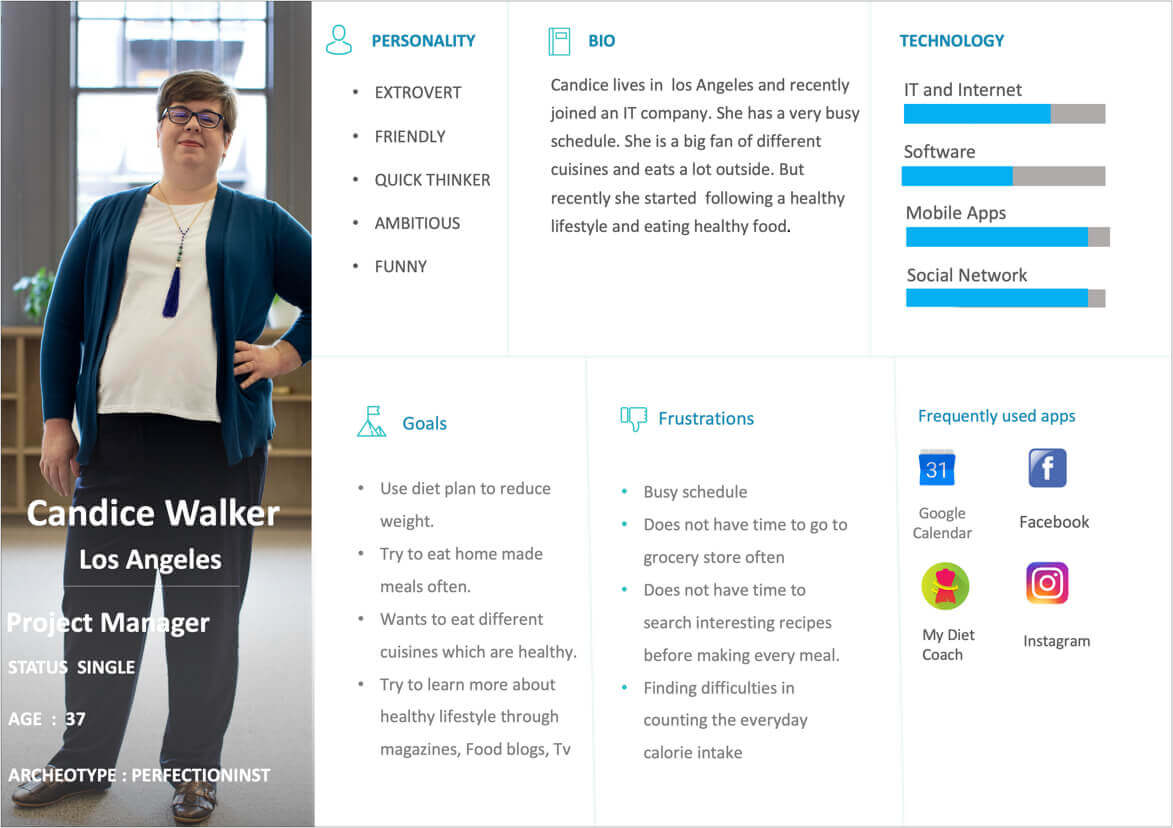 Candice Walker
Los Angeles
Project Manager
STATUS SINGLE
AGE : 37
ARCHEOTYPE : PERFECTIONINST
PERSONALITY
• EXTROVERT
• FRIENDLY
• QUICK THINKER
• AMBITIOUS
• FUNNY
BIO
Candice lives in los Angeles and recently
joined an IT company. She has a very busy
schedule. She is a big fan of different
cuisines and eats a lot outside. But
recently she started following a healthy
lifestyle and eating healthy food.
TECHNOLOGY
IT and Internet
Software
Mobile Apps
Social Network
Goals
• Use diet plan to reduce
weight.
• Try to eat home made
meals often.
• Wants to eat different
cuisines which are healthy.
• Try to learn more about
healthy lifestyle through
magazines, Food blogs, Tv
Frustrations
• Busy schedule
• Does not have time to go to
grocery store often
• Does not have time to
search interesting recipes
before making every meal.
• Finding difficulties in
counting the everyday
calorie intake
Frequently used apps
31
Google
Calendar
f
Facebook
My Diet
Coach
Instagram